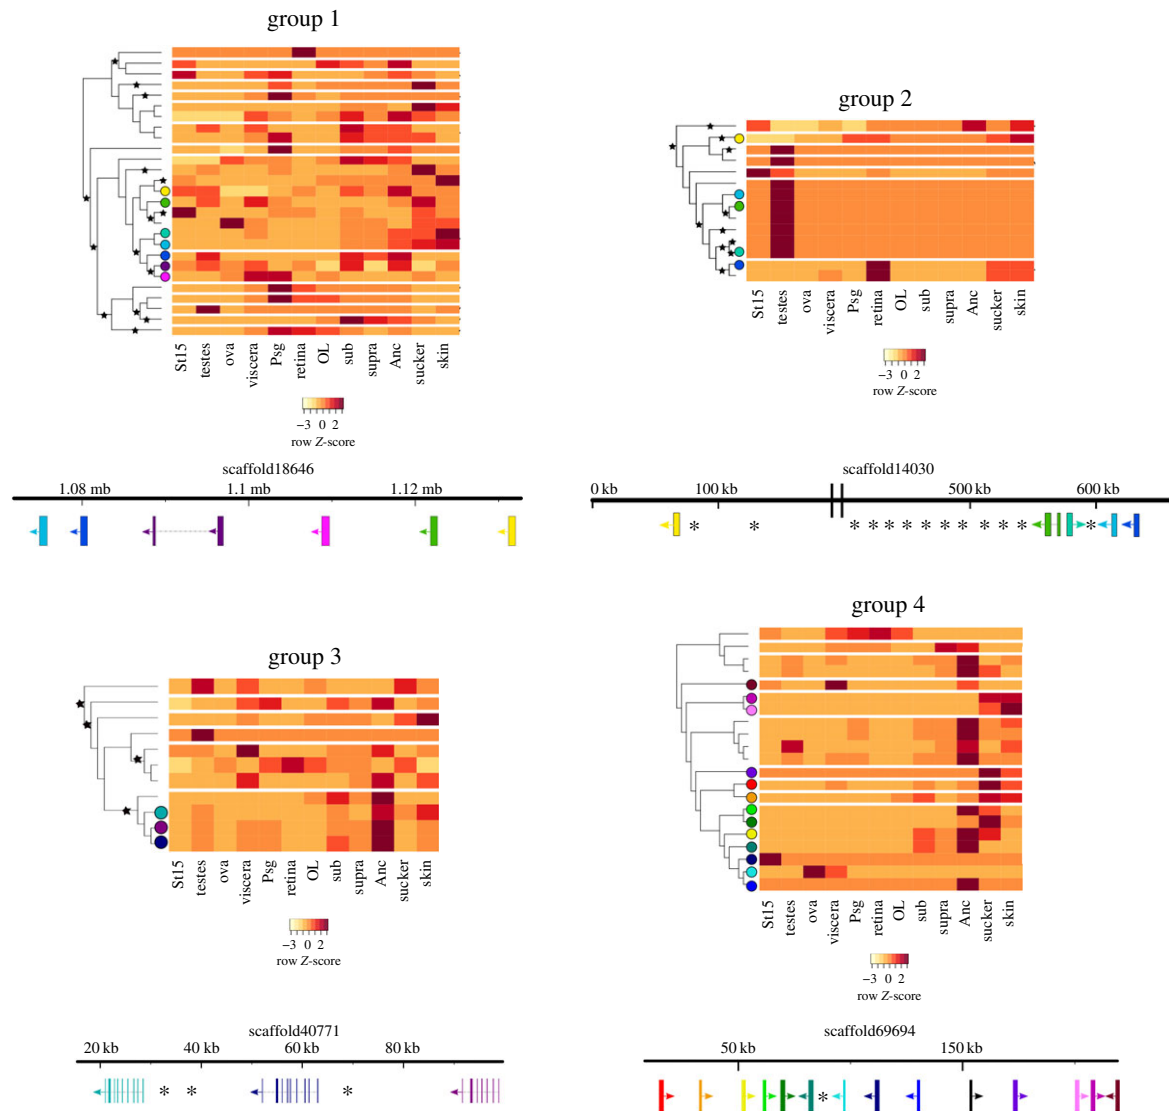 group 1
St15 testes ova viscera Psg retina OL sub supra Anc sucker skin
−3 0 2
row Z-score
group 2
St15 testes ova viscera Psg retina OL sub supra Anc sucker skin
−3 0 2
row Z-score
scaffold18646
1.08 mb 1.1 mb 1.12 mb
scaffold14030
0 kb 100 kb 500 kb 600 kb
* * * * * * * * * * * * *
group 3
St15 testes ova viscera Psg retina OL sub supra Anc sucker skin
−3 0 2
row Z-score
group 4
St15 testes ova viscera Psg retina OL sub supra Anc sucker skin
−3 0 2
row Z-score
scaffold40771
20 kb 40 kb 60 kb 80 kb
* * *
scaffold69694
50 kb 150 kb
*